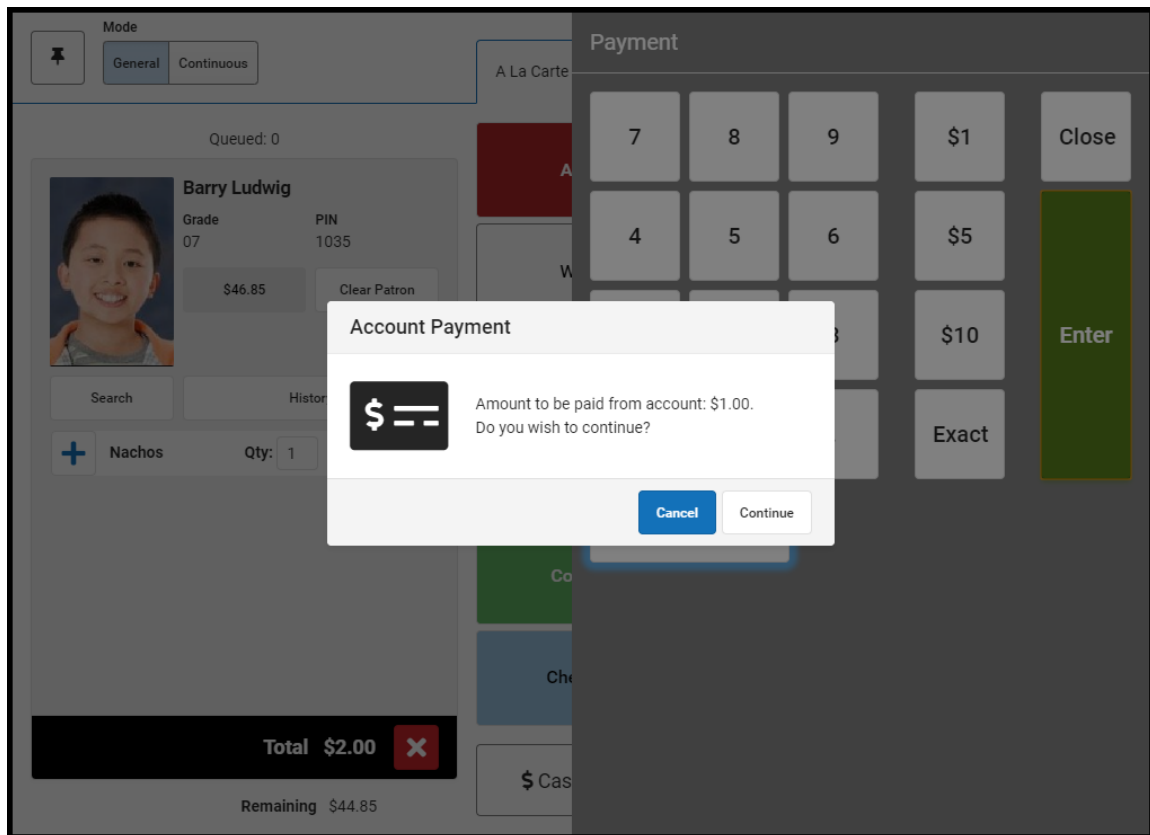 Mode
General Continuous
Queued: 0
Barry Ludwig
Grade PIN
07 1035
$46.85 Clear Patron
Search
Nachos Qty: 1
Total $2.00
Remaining $44.85
A La Carte
$ Cas
Payment
7 8 9 $1 Close
4 5 6 $5
$10 Enter
Exact
Account Payment
$
Amount to be paid from account: $1.00.
Do you wish to continue?
Cancel Continue